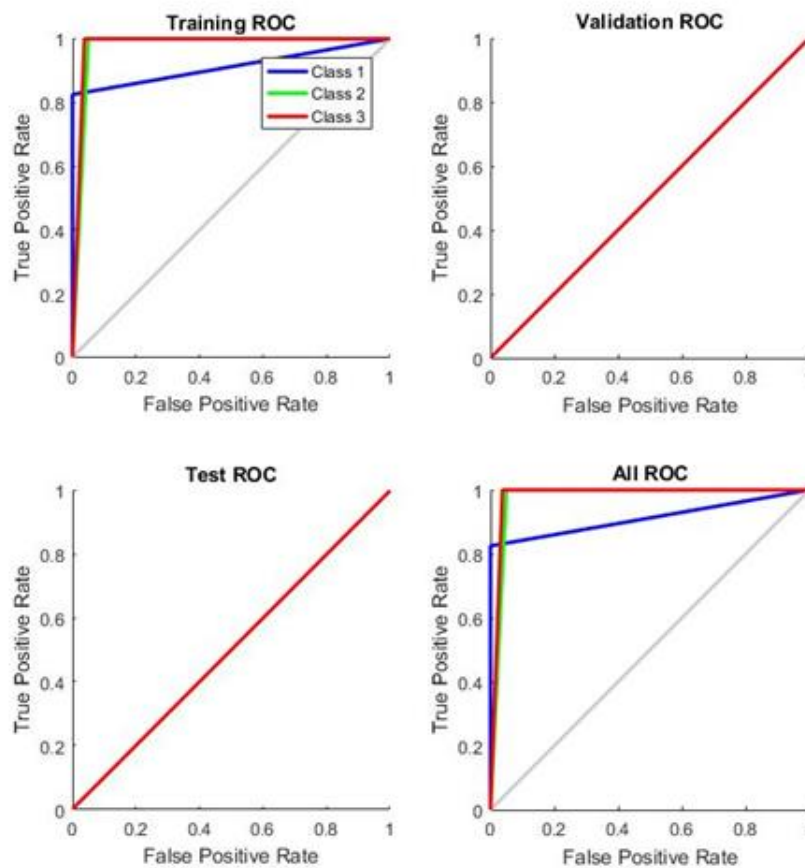 Training ROC
1
0.8
0.6
0.4
0.2
0
True Positive Rate
Class 1
Class 2
Class 3
0 0.2 0.4 0.6 0.8 1
False Positive Rate
Validation ROC
1
0.8
0.6
0.4
0.2
0
True Positive Rate
0 0.2 0.4 0.6 0.8 1
False Positive Rate
Test ROC
1
0.8
0.6
0.4
0.2
0
True Positive Rate
0 0.2 0.4 0.6 0.8 1
False Positive Rate
All ROC
1
0.8
0.6
0.4
0.2
0
True Positive Rate
0 0.2 0.4 0.6 0.8 1
False Positive Rate